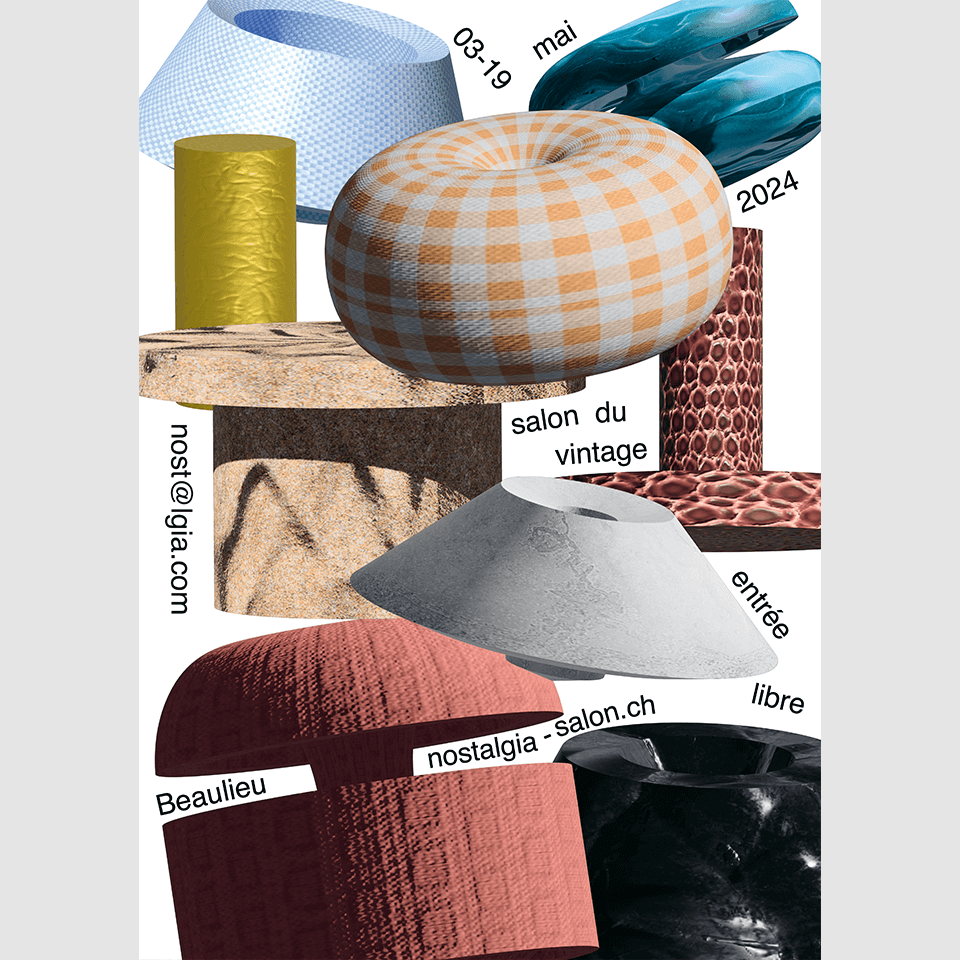 03-19
mai
2024
salon du
vintage
nost@lgia.com
entrée
libre
nostalgia-salon.ch
Beaulieu